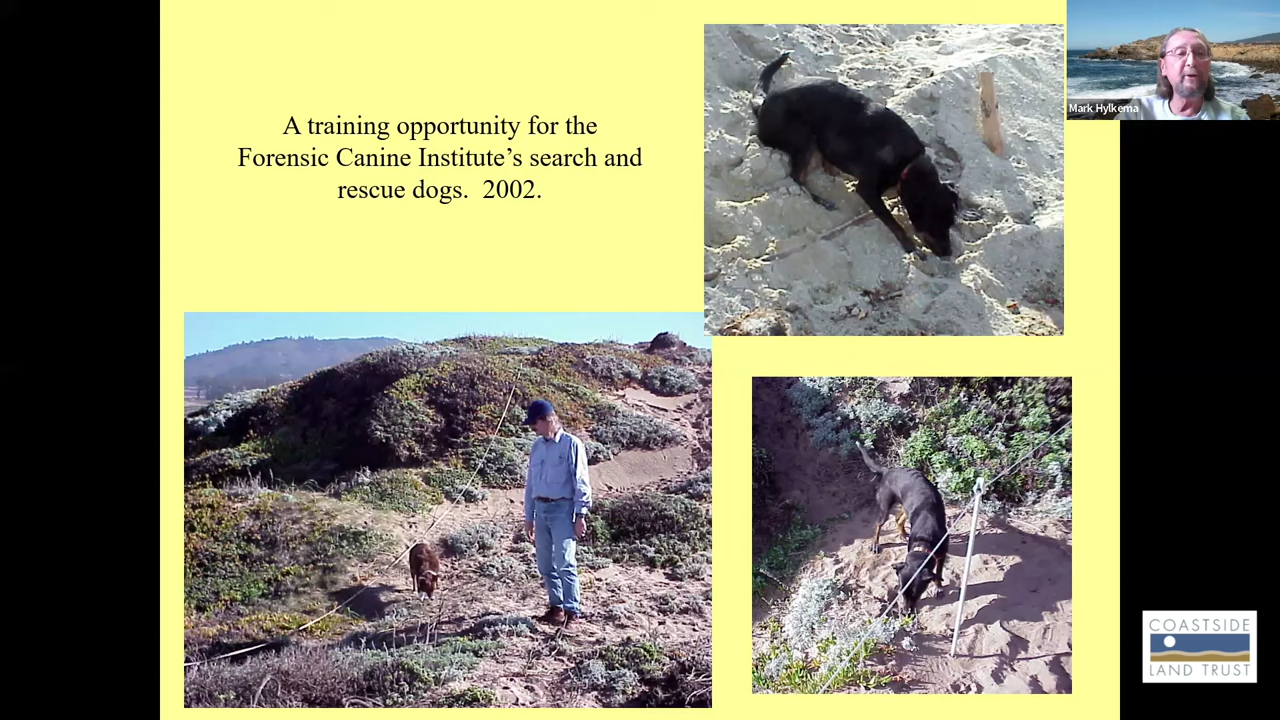 A training opportunity for the
Forensic Canine Institute’s search and
rescue dogs.  2002.
Mark Hylkema
COASTSIDE
LAND TRUST